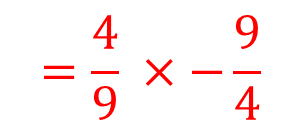 = 4/9 × − 9/4